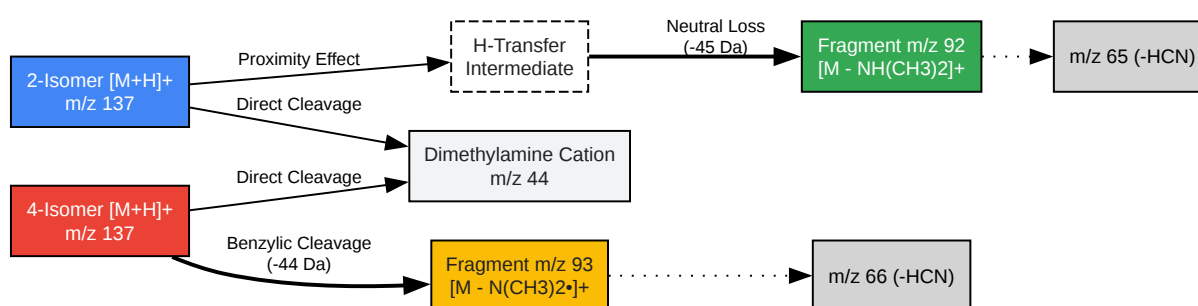 Proximity Effect
H-Transfer
Intermediate
Neutral Loss
(-45 Da)
Fragment m/z 92
[M - NH(CH3)2]+
m/z 65 (-HCN)
2-Isomer [M+H]+
m/z 137
Direct Cleavage
Dimethylamine Cation
m/z 44
Direct Cleavage
4-Isomer [M+H]+
m/z 137
Benzylic Cleavage
(-44 Da)
Fragment m/z 93
[M - N(CH3)2•]+
m/z 66 (-HCN)